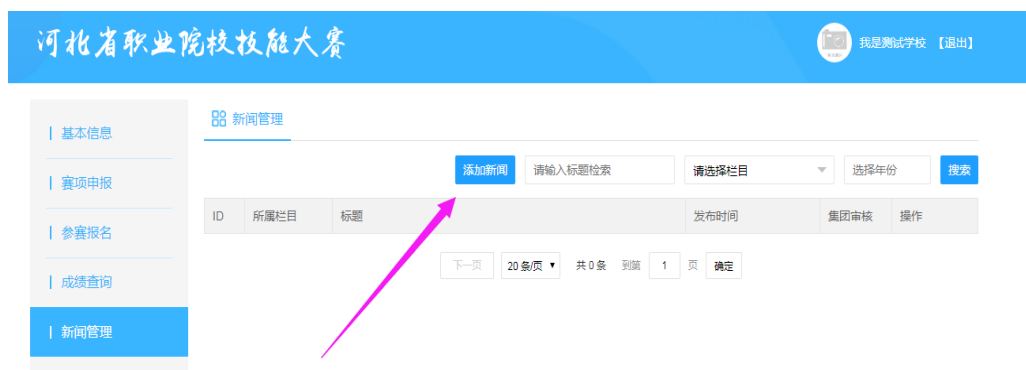 河北省职业院校技能大赛
我是测试学校 【退出】
基本信息
赛项申报
参赛报名
成绩查询
新闻管理
新闻管理
添加新闻 请输入标题检索 请选择栏目 选择年份 搜索
ID 所属栏目 标题 发布时间 集团审核 操作
下一页 20 条/页 共 0 条 到第 1 页 确定